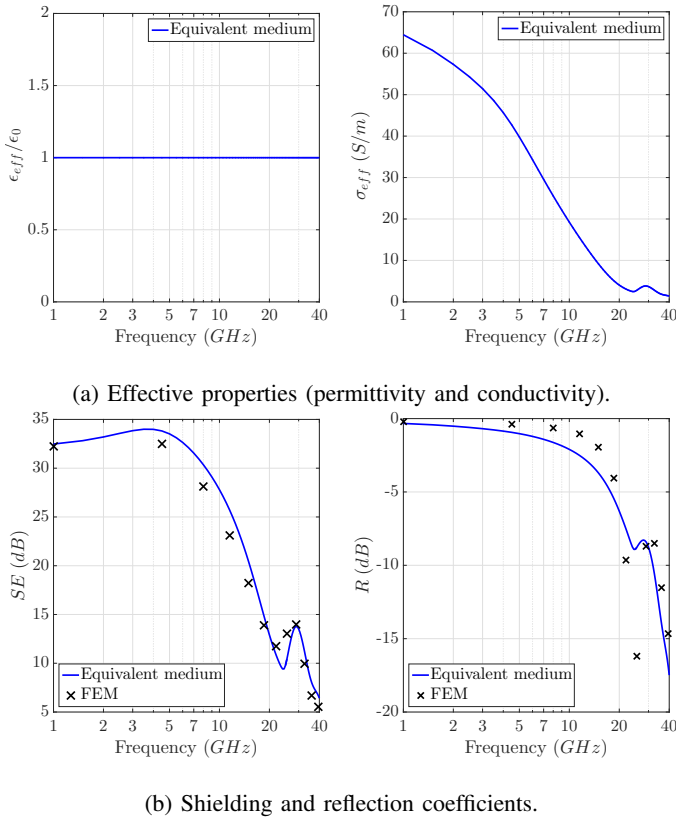 2
1.5
1
0.5
0
ϵ_eff/ϵ_0
Equivalent medium
1 2 3 5 7 10 20 40
Frequency (GHz)
70
60
50
40
30
20
10
0
σ_eff (S/m)
Equivalent medium
1 2 3 5 7 10 20 40
Frequency (GHz)
(a) Effective properties (permittivity and conductivity).
35
30
25
20
15
10
5
SE (dB)
Equivalent medium
FEM
1 2 3 5 7 10 20 40
Frequency (GHz)
0
-5
-10
-15
-20
R (dB)
Equivalent medium
FEM
1 2 3 5 7 10 20 40
Frequency (GHz)
(b) Shielding and reflection coefficients.